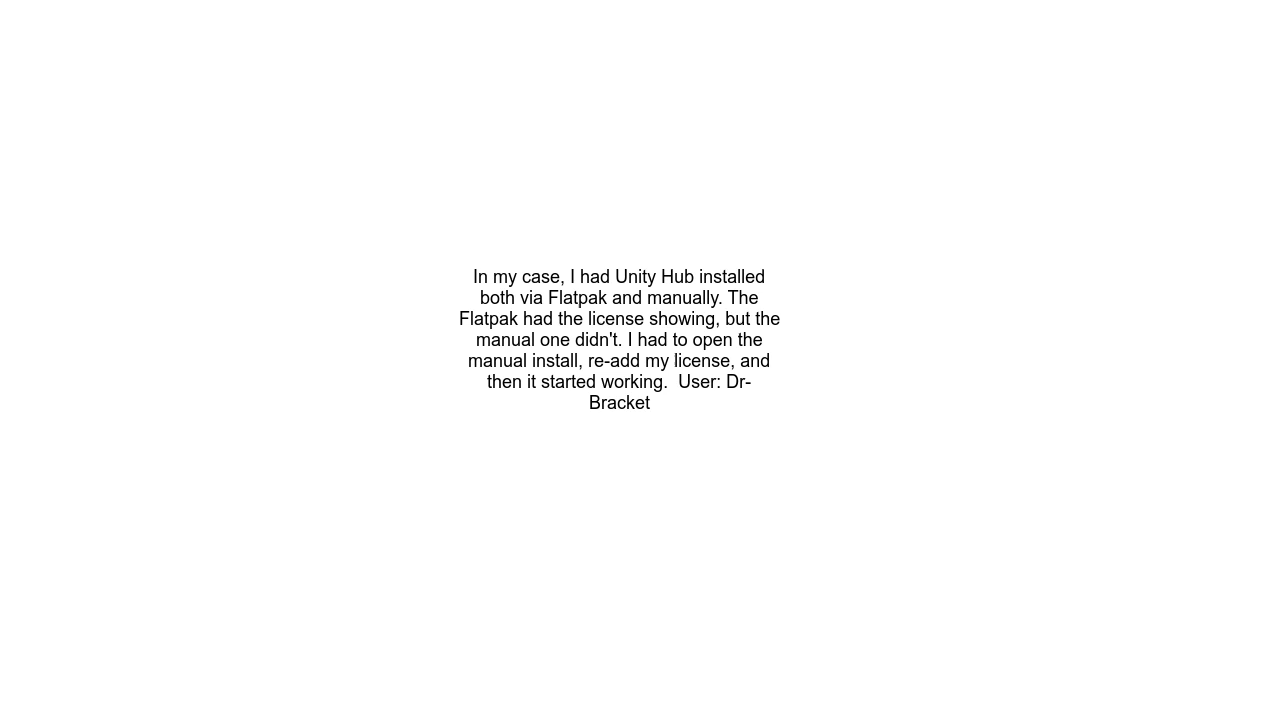 In my case, I had Unity Hub installed
both via Flatpak and manually. The
Flatpak had the license showing, but the
manual one didn't. I had to open the
manual install, re-add my license, and
then it started working.  User: Dr-
Bracket